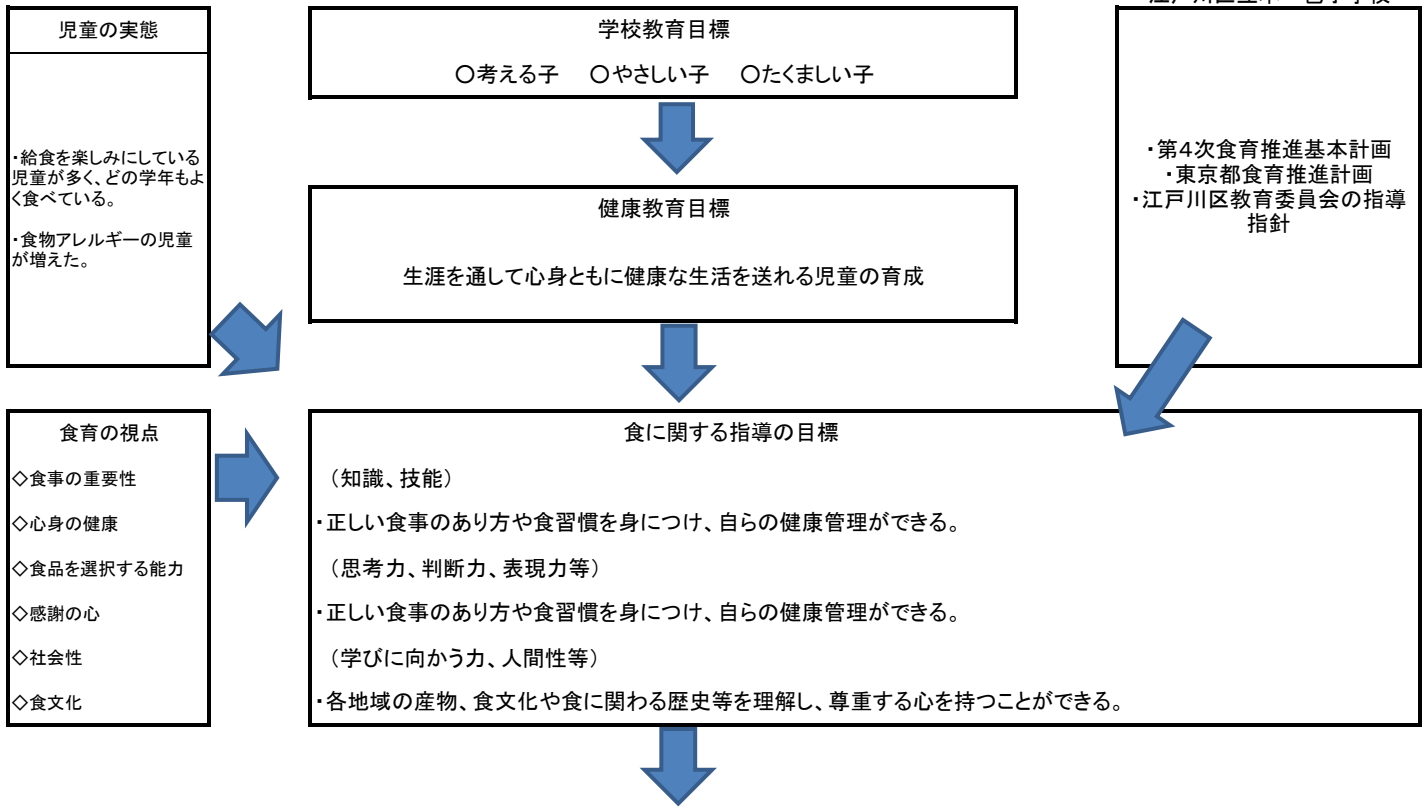 児童の実態
・給食を楽しみにしている
児童が多く、どの学年もよ
く食べている。
・食物アレルギーの児童
が増えた。
学校教育目標
〇考える子　〇やさしい子　〇たくましい子
健康教育目標
生涯を通して心身ともに健康な生活を送れる児童の育成
・第4次食育推進基本計画
・東京都食育推進計画
・江戸川区教育委員会の指導
指針
食育の視点
◇食事の重要性
◇心身の健康
◇食品を選択する能力
◇感謝の心
◇社会性
◇食文化
食に関する指導の目標
（知識、技能）
・正しい食事のあり方や食習慣を身につけ、自らの健康管理ができる。
（思考力、判断力、表現力等）
・正しい食事のあり方や食習慣を身につけ、自らの健康管理ができる。
（学びに向かう力、人間性等）
・各地域の産物、食文化や食に関わる歴史等を理解し、尊重する心を持つことができる。